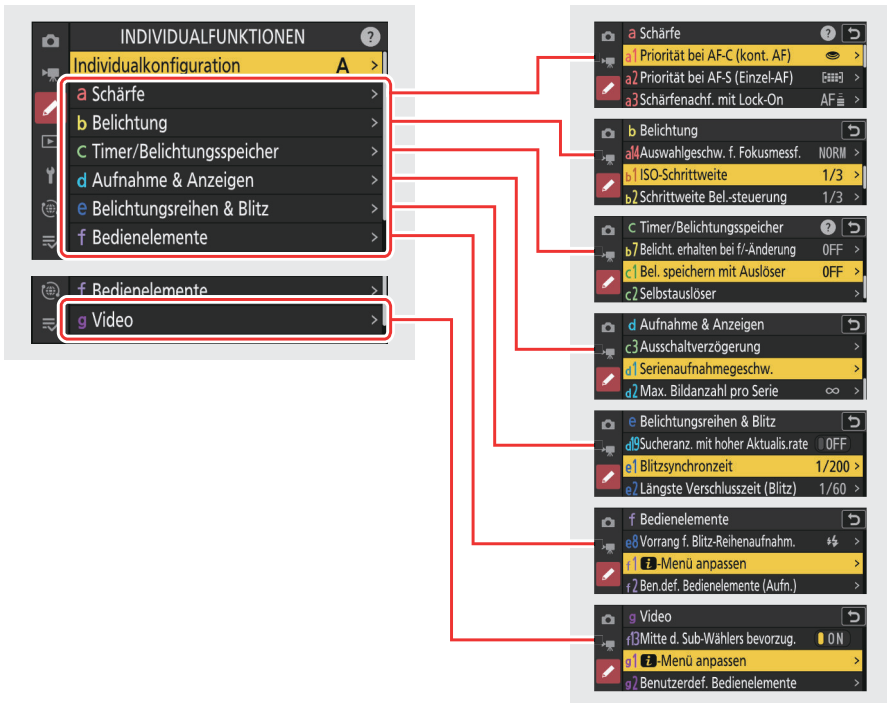 INDIVIDUALFUNKTIONEN ?
Individualkonfiguration A >
a Schärfe >
b Belichtung >
c Timer/Belichtungsspeicher >
d Aufnahme & Anzeigen >
e Belichtungsreihen & Blitz >
f Bedienelemente >
f Bedienelemente >
g Video >
a Schärfe ?
a1 Priorität bei AF-C (kont. AF) >
a2 Priorität bei AF-S (Einzel-AF) >
a3 Schärfenachf. mit Lock-On AF >
b Belichtung
a14 Auswahlgeschw. f. Fokusmessf. NORM >
b1 ISO-Schrittweite 1/3 >
b2 Schrittweite Bel.-steuerung 1/3 >
c Timer/Belichtungsspeicher ?
b7 Belicht. erhalten bei f/-Änderung OFF >
c1 Bel. speichern mit Auslöser OFF >
c2 Selbstauslöser >
d Aufnahme & Anzeigen
c3 Ausschaltverzögerung >
d1 Serienaufnahmegeschw. >
d2 Max. Bildanzahl pro Serie ∞ >
e Belichtungsreihen & Blitz
d19 Sucheranz. mit hoher Aktualis.rate OFF
e1 Blitzsynchronzeit 1/200 >
e2 Längste Verschlusszeit (Blitz) 1/60 >
f Bedienelemente
e8 Vorrang f. Blitz-Reihenaufnahm. >
f1 i-Menü anpassen >
f2 Ben.def. Bedienelemente (Aufn.) >
g Video
f13 Mitte d. Sub-Wählers bevorzug. ON
g1 i-Menü anpassen >
g2 Benutzerdef. Bedienelemente >